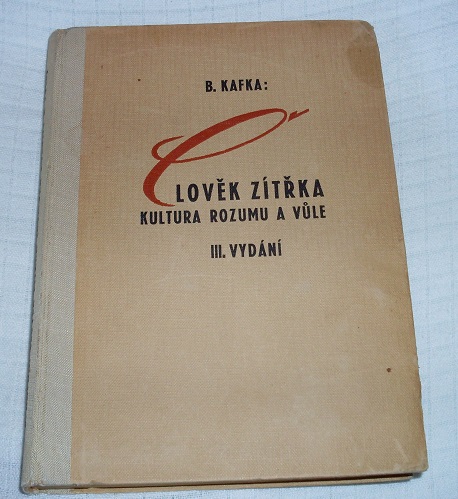 B. KAFKA:
ČLOVĚK ZÍTŘKA
KULTURA ROZUMU A VŮLE
III. VYDÁNÍ